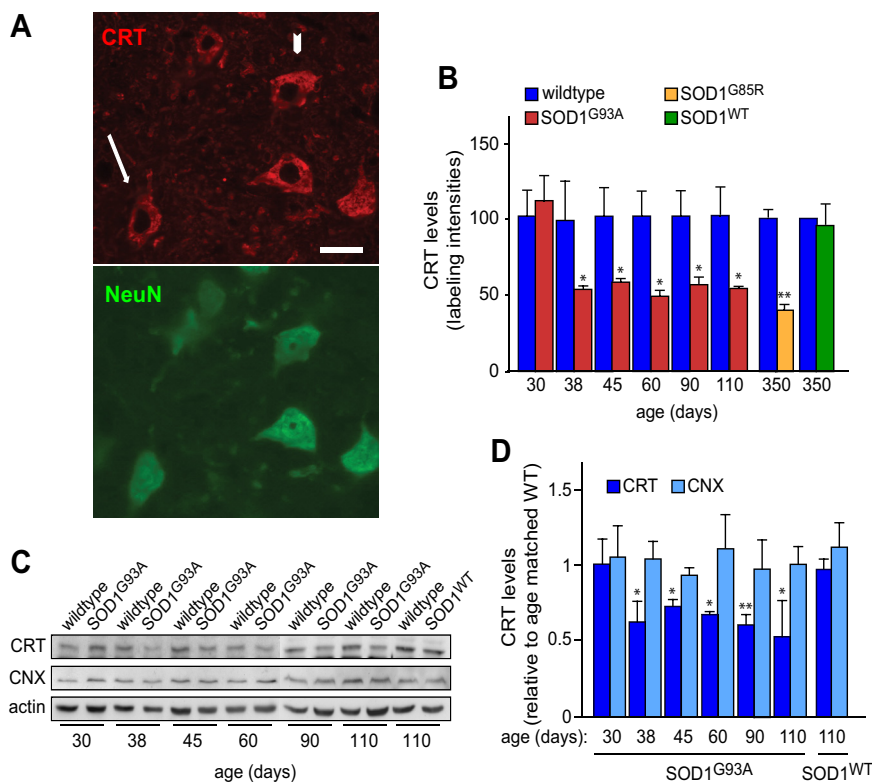 A
CRT
NeuN
B
wildtype
SOD1G85R
SOD1G93A
SOD1WT
CRT levels
(labeling intensities)
150
100
50
0
*
*
*
*
*
**
30 38 45 60 90 110 350 350
age (days)
C
wildtype SOD1G93A wildtype SOD1G93A wildtype SOD1G93A wildtype SOD1G93A wildtype SOD1G93A wildtype SOD1G93A wildtype SOD1WT
CRT
CNX
actin
30 38 45 60 90 110 110
age (days)
D
CRT CNX
CRT levels
(relative to age matched WT)
1.5
1
0.5
0
*
*
*
**
*
age (days): 30 38 45 60 90 110 110
SOD1G93A SOD1WT